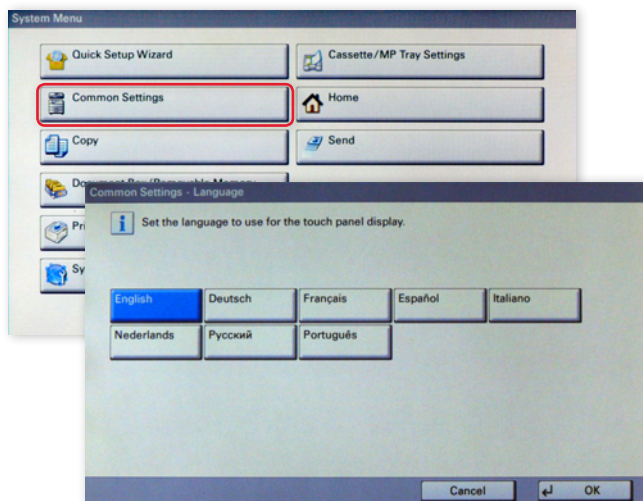 System Menu
Quick Setup Wizard
Cassette/MP Tray Settings
Common Settings
Home
Copy
Send
Common Settings - Language
Set the language to use for the touch panel display.
English
Deutsch
Français
Español
Italiano
Nederlands
Русский
Português
Cancel
OK